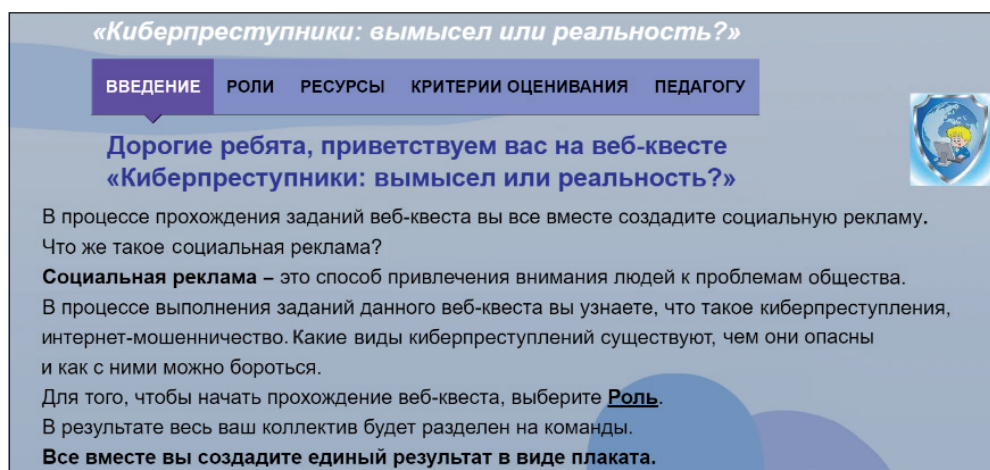 «Киберпреступники: вымысел или реальность?»
ВВЕДЕНИЕ РОЛИ РЕСУРСЫ КРИТЕРИИ ОЦЕНИВАНИЯ ПЕДАГОГУ
Дорогие ребята, приветствуем вас на веб-квесте
«Киберпреступники: вымысел или реальность?»
В процессе прохождения заданий веб-квеста вы все вместе создадите социальную рекламу.
Что же такое социальная реклама?
Социальная реклама – это способ привлечения внимания людей к проблемам общества.
В процессе выполнения заданий данного веб-квеста вы узнаете, что такое киберпреступления,
интернет-мошенничество. Какие виды киберпреступлений существуют, чем они опасны
и как с ними можно бороться.
Для того, чтобы начать прохождение веб-квеста, выберите Роль.
В результате весь ваш коллектив будет разделен на команды.
Все вместе вы создадите единый результат в виде плаката.